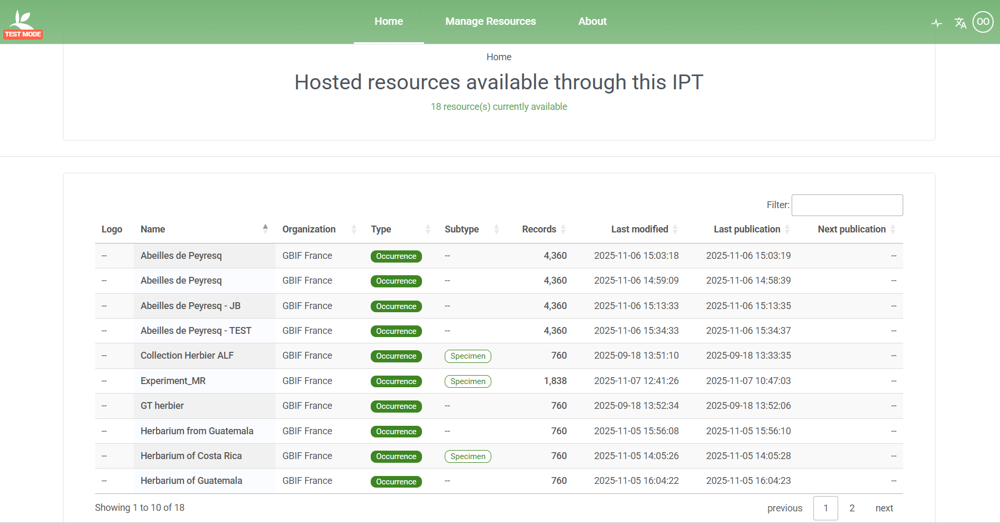 Home Manage Resources About OO
TEST MODE
Home
Hosted resources available through this IPT
18 resource(s) currently available
Filter:
Logo Name Organization Type Subtype Records Last modified Last publication Next publication
-- Abeilles de Peyresq GBIF France Occurrence -- 4,360 2025-11-06 15:03:18 2025-11-06 15:03:19 --
-- Abeilles de Peyresq GBIF France Occurrence -- 4,360 2025-11-06 14:59:09 2025-11-06 14:58:39 --
-- Abeilles de Peyresq - JB GBIF France Occurrence -- 4,360 2025-11-06 15:13:33 2025-11-06 15:13:35 --
-- Abeilles de Peyresq - TEST GBIF France Occurrence -- 4,360 2025-11-06 15:34:33 2025-11-06 15:34:37 --
-- Collection Herbier ALF GBIF France Occurrence Specimen 760 2025-09-18 13:51:10 2025-09-18 13:33:35 --
-- Experiment_MR GBIF France Occurrence Specimen 1,838 2025-11-07 12:41:26 2025-11-07 10:47:03 --
-- GT herbier GBIF France Occurrence -- 760 2025-09-18 13:52:34 2025-09-18 13:52:06 --
-- Herbarium from Guatemala GBIF France Occurrence -- 760 2025-11-05 15:56:08 2025-11-05 15:56:10 --
-- Herbarium of Costa Rica GBIF France Occurrence Specimen 760 2025-11-05 14:05:26 2025-11-05 14:05:28 --
-- Herbarium of Guatemala GBIF France Occurrence -- 760 2025-11-05 16:04:22 2025-11-05 16:04:23 --
Showing 1 to 10 of 18 previous 1 2 next